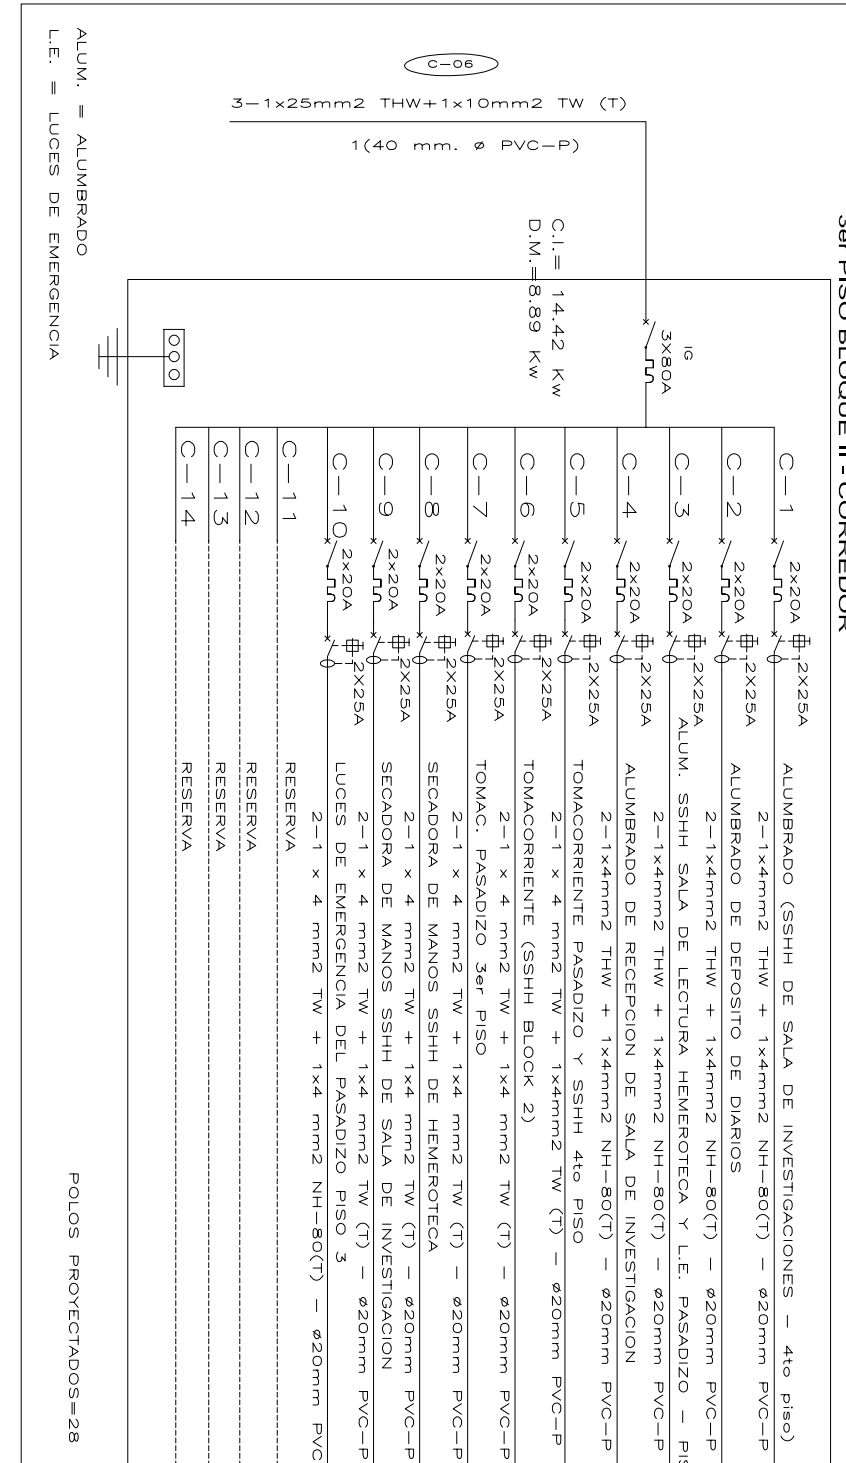 3er PISO BLOQUE II - CORREDOR
C-06
3-1x25mm2 THW+1x10mm2 TW (T)
1(40 mm. ø PVC-P)
C.I.= 14.42 Kw
D.M.=8.89 Kw
IG
3X80A
C-1
2x20A
2X25A
ALUMBRADO (SSHH DE SALA DE INVESTIGACIONES - 4to piso)
2-1x4mm2 THW + 1x4mm2 NH-80(T) - ø20mm PVC-P
C-2
2x20A
2X25A
ALUMBRADO DE DEPOSITO DE DIARIOS
2-1x4mm2 THW + 1x4mm2 NH-80(T) - ø20mm PVC-P
C-3
2x20A
2X25A
ALUM. SSHH SALA DE LECTURA HEMEROTECA Y L.E. PASADIZO -
2-1x4mm2 THW + 1x4mm2 NH-80(T) - ø20mm PVC-P
C-4
2x20A
2X25A
ALUMBRADO DE RECEPCION DE SALA DE INVESTIGACION
2-1x4mm2 THW + 1x4mm2 NH-80(T) - ø20mm PVC-P
C-5
2x20A
2X25A
TOMACORRIENTE PASADIZO Y SSHH 4to PISO
2-1 x 4 mm2 TW + 1x4mm2 TW (T) - ø20mm PVC-P
C-6
2x20A
2X25A
TOMACORRIENTE (SSHH BLOCK 2)
2-1 x 4 mm2 TW + 1x4 mm2 TW (T) - ø20mm PVC-P
C-7
2x20A
2X25A
TOMAC. PASADIZO 3er PISO
2-1 x 4 mm2 TW + 1x4 mm2 TW (T) - ø20mm PVC-P
C-8
2x20A
2X25A
SECADORA DE MANOS SSHH DE HEMEROTECA
2-1 x 4 mm2 TW + 1x4 mm2 TW (T) - ø20mm PVC-P
C-9
2x20A
2X25A
SECADORA DE MANOS SSHH DE SALA DE INVESTIGACION
2-1 x 4 mm2 TW + 1x4 mm2 TW (T) - ø20mm PVC-P
C-10
2x20A
2X25A
LUCES DE EMERGENCIA DEL PASADIZO PISO 3
2-1 x 4 mm2 TW + 1x4 mm2 NH-80(T) - ø20mm PVC
C-11
RESERVA
C-12
RESERVA
C-13
RESERVA
C-14
RESERVA
POLOS PROYECTADOS=28
ALUM. = ALUMBRADO
L.E. = LUCES DE EMERGENCIA